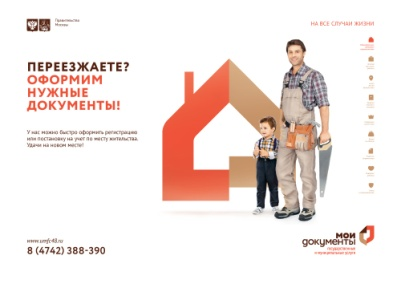 Правительство
Москвы
НА ВСЕ СЛУЧАИ ЖИЗНИ
ПЕРЕЕЗЖАЕТЕ?
ОФОРМИМ
НУЖНЫЕ
ДОКУМЕНТЫ!
У нас можно быстро оформить регистрацию
или постановку на учет по месту жительства.
Удачи на новом месте!
www.umfc48.ru
8 (4742) 388-390
мои
документы